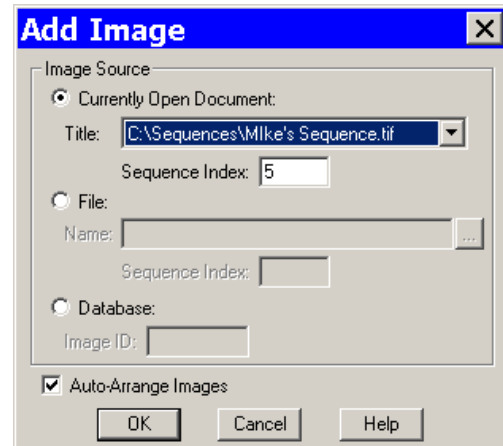 Add Image
Image Source
Currently Open Document:
Title: C:\Sequences\MIke's Sequence.tif
Sequence Index: 5
File:
Name: ...
Sequence Index:
Database:
Image ID:
Auto-Arrange Images
OK Cancel Help